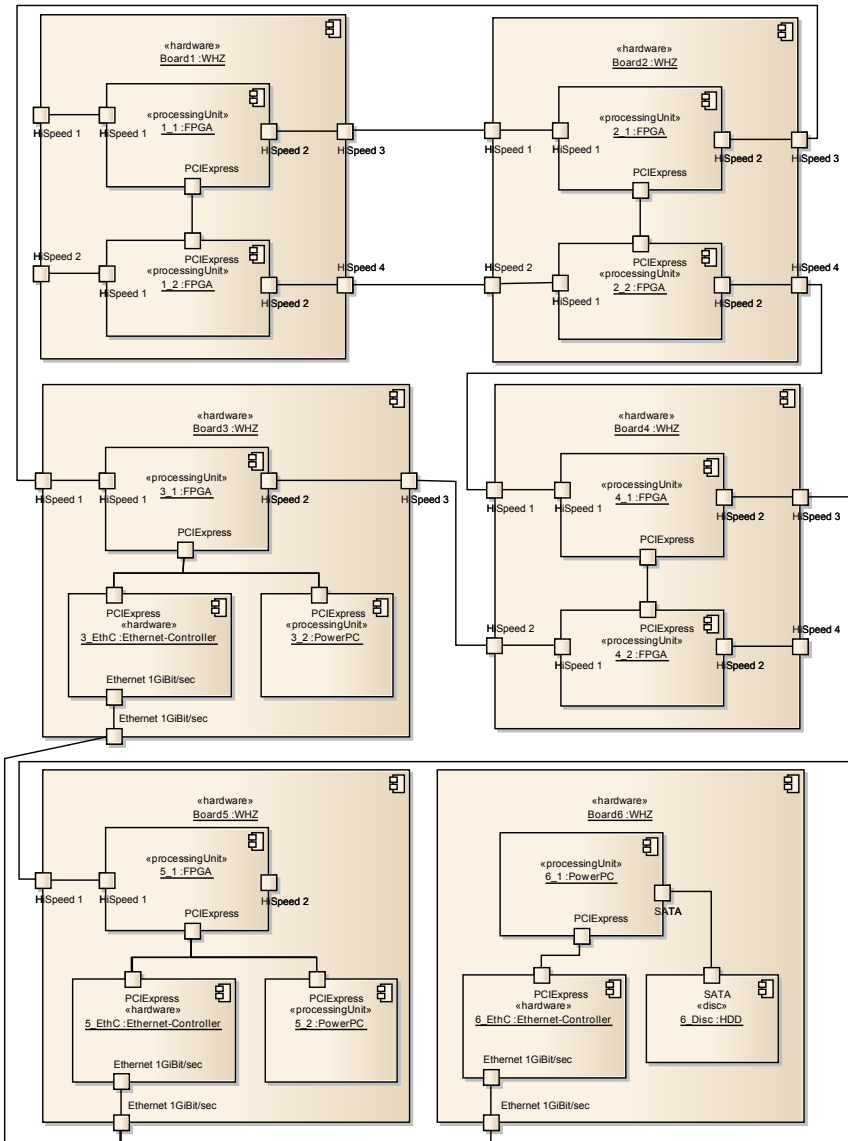 «hardware»
Board1 :WHZ
«processingUnit»
1_1 :FPGA
HiSpeed 1
HiSpeed 1
HiSpeed 2
HiSpeed 3
PCIExpress
HiSpeed 2
PCIExpress
«processingUnit»
1_2 :FPGA
HiSpeed 1
HiSpeed 2
HiSpeed 4
«hardware»
Board2 :WHZ
«processingUnit»
2_1 :FPGA
HiSpeed 1
HiSpeed 1
HiSpeed 2
HiSpeed 3
PCIExpress
HiSpeed 2
PCIExpress
«processingUnit»
2_2 :FPGA
HiSpeed 1
HiSpeed 2
HiSpeed 4
«hardware»
Board3 :WHZ
«processingUnit»
3_1 :FPGA
HiSpeed 1
HiSpeed 1
HiSpeed 2
HiSpeed 3
PCIExpress
PCIExpress
«hardware»
3_EthC :Ethernet-Controller
PCIExpress
«processingUnit»
3_2 :PowerPC
Ethernet 1GiBit/sec
Ethernet 1GiBit/sec
«hardware»
Board4 :WHZ
«processingUnit»
4_1 :FPGA
HiSpeed 1
HiSpeed 1
HiSpeed 2
HiSpeed 3
PCIExpress
HiSpeed 2
PCIExpress
«processingUnit»
4_2 :FPGA
HiSpeed 1
HiSpeed 2
HiSpeed 4
«hardware»
Board5 :WHZ
«processingUnit»
5_1 :FPGA
HiSpeed 1
HiSpeed 1
HiSpeed 2
PCIExpress
PCIExpress
«hardware»
5_EthC :Ethernet-Controller
PCIExpress
«processingUnit»
5_2 :PowerPC
Ethernet 1GiBit/sec
Ethernet 1GiBit/sec
«hardware»
Board6 :WHZ
«processingUnit»
6_1 :PowerPC
SATA
PCIExpress
PCIExpress
«hardware»
6_EthC :Ethernet-Controller
SATA
«disc»
6_Disc :HDD
Ethernet 1GiBit/sec
Ethernet 1GiBit/sec